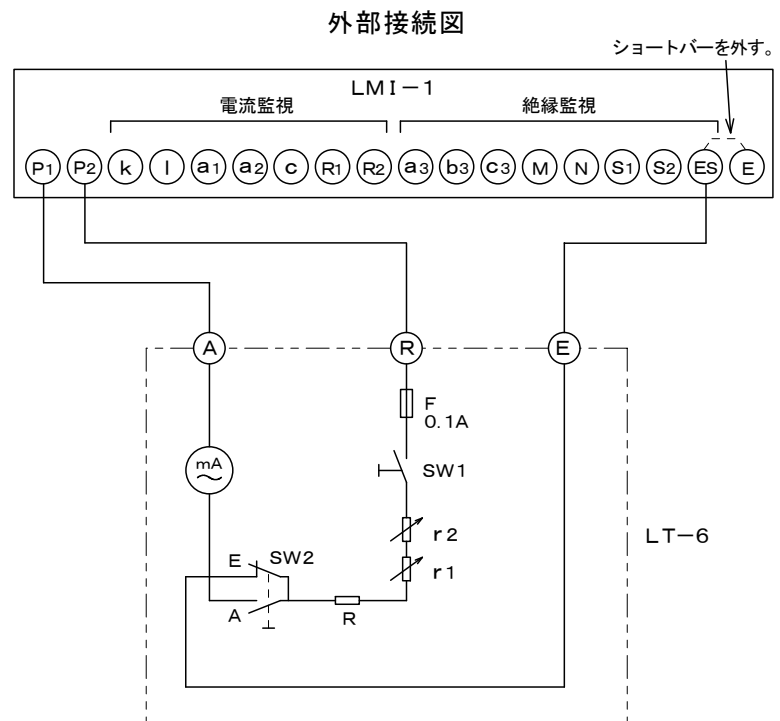 外部接続図
ショートバーを外す。
LMI-1
電流監視 絶縁監視
P1 P2 k l a1 a2 c R1 R2 a3 b3 c3 M N S1 S2 ES E
A R E
F
0.1A
mA
SW1
r2
LT-6
E SW2
r1
A
R